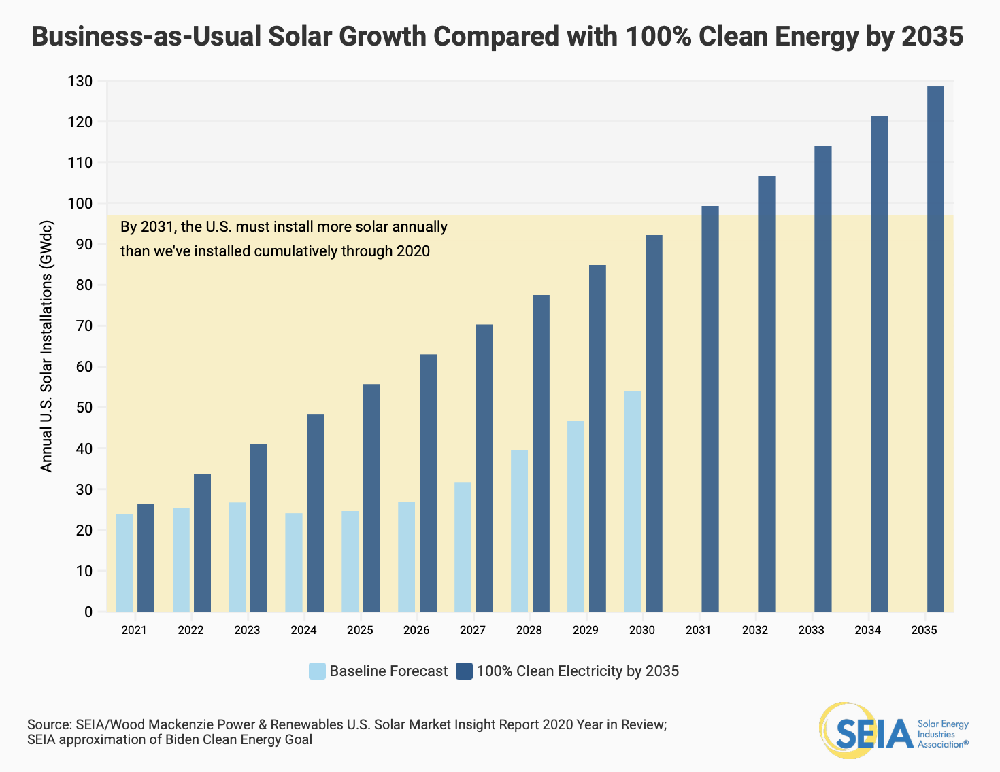 Business-as-Usual Solar Growth Compared with 100% Clean Energy by 2035
Annual U.S. Solar Installations (GWdc)
130
120
110
100
90
80
70
60
50
40
30
20
10
0
By 2031, the U.S. must install more solar annually
than we've installed cumulatively through 2020
2021 2022 2023 2024 2025 2026 2027 2028 2029 2030 2031 2032 2033 2034 2035
Baseline Forecast 100% Clean Electricity by 2035
Source: SEIA/Wood Mackenzie Power & Renewables U.S. Solar Market Insight Report 2020 Year in Review;
SEIA approximation of Biden Clean Energy Goal
SEIA
Solar Energy
Industries
Association®